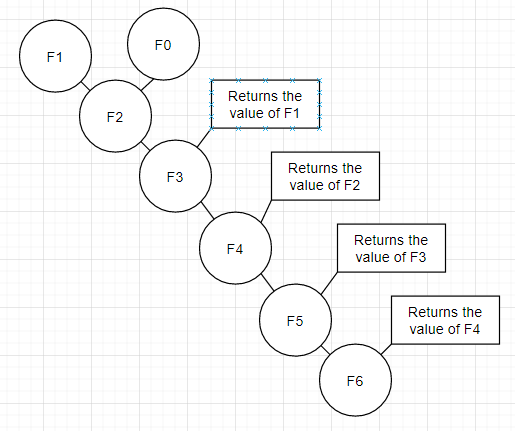 F1
F0
F2
Returns the
value of F1
F3
Returns the
value of F2
F4
Returns the
value of F3
F5
Returns the
value of F4
F6